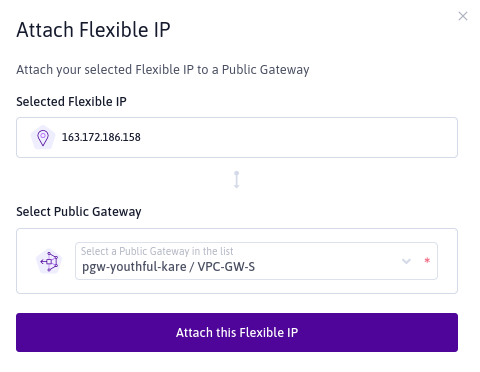 Attach Flexible IP
Attach your selected Flexible IP to a Public Gateway
Selected Flexible IP
163.172.186.158
Select Public Gateway
Select a Public Gateway in the list
pgw-youthful-kare / VPC-GW-S
*
Attach this Flexible IP